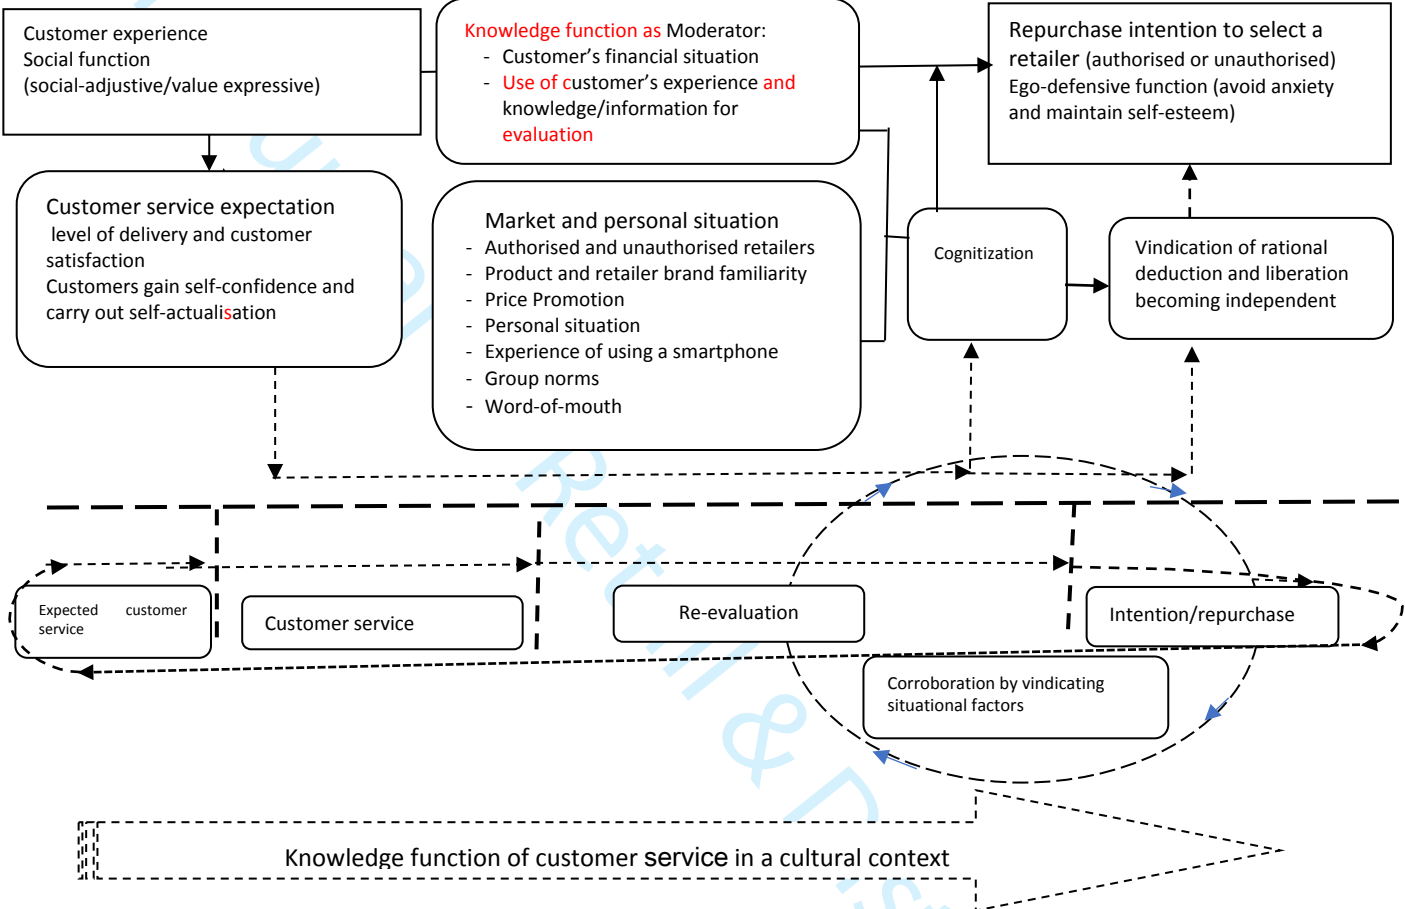 Customer experience
Social function
(social-adjustive/value expressive)
Knowledge function as Moderator:
- Customer's financial situation
- Use of customer's experience and
knowledge/information for
evaluation
Repurchase intention to select a
retailer (authorised or unauthorised)
Ego-defensive function (avoid anxiety
and maintain self-esteem)
Customer service expectation
level of delivery and customer
satisfaction
Customers gain self-confidence and
carry out self-actualisation
Market and personal situation
- Authorised and unauthorised retailers
- Product and retailer brand familiarity
- Price Promotion
- Personal situation
- Experience of using a smartphone
- Group norms
- Word-of-mouth
Cognitization
Vindication of rational
deduction and liberation
becoming independent
Expected customer
service
Customer service
Re-evaluation
Intention/repurchase
Corroboration by vindicating
situational factors
Knowledge function of customer service in a cultural context